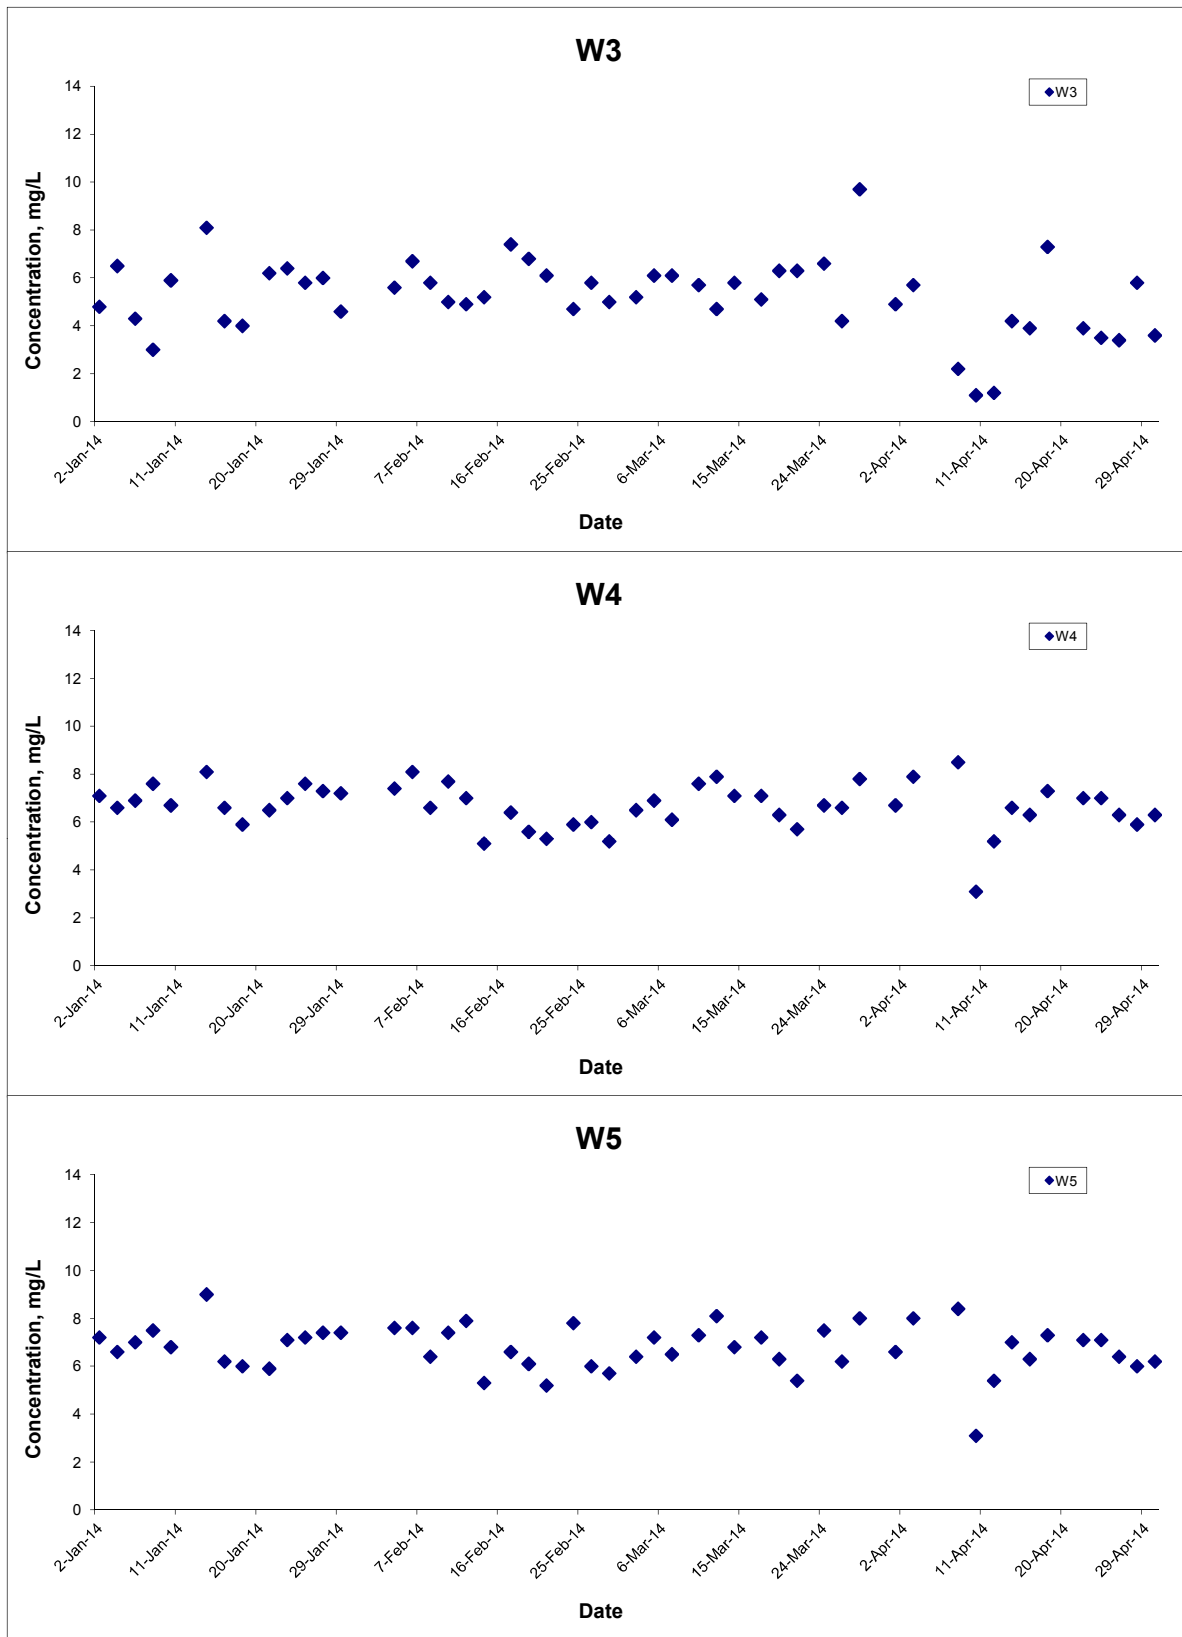 W3
W3
14
12
10
8
6
4
2
0
Concentration, mg/L
2-Jan-14 11-Jan-14 20-Jan-14 29-Jan-14 7-Feb-14 16-Feb-14 25-Feb-14 6-Mar-14 15-Mar-14 24-Mar-14 2-Apr-14 11-Apr-14 20-Apr-14 29-Apr-14
Date
W4
W4
14
12
10
8
6
4
2
0
Concentration, mg/L
2-Jan-14 11-Jan-14 20-Jan-14 29-Jan-14 7-Feb-14 16-Feb-14 25-Feb-14 6-Mar-14 15-Mar-14 24-Mar-14 2-Apr-14 11-Apr-14 20-Apr-14 29-Apr-14
Date
W5
W5
14
12
10
8
6
4
2
0
Concentration, mg/L
2-Jan-14 11-Jan-14 20-Jan-14 29-Jan-14 7-Feb-14 16-Feb-14 25-Feb-14 6-Mar-14 15-Mar-14 24-Mar-14 2-Apr-14 11-Apr-14 20-Apr-14 29-Apr-14
Date